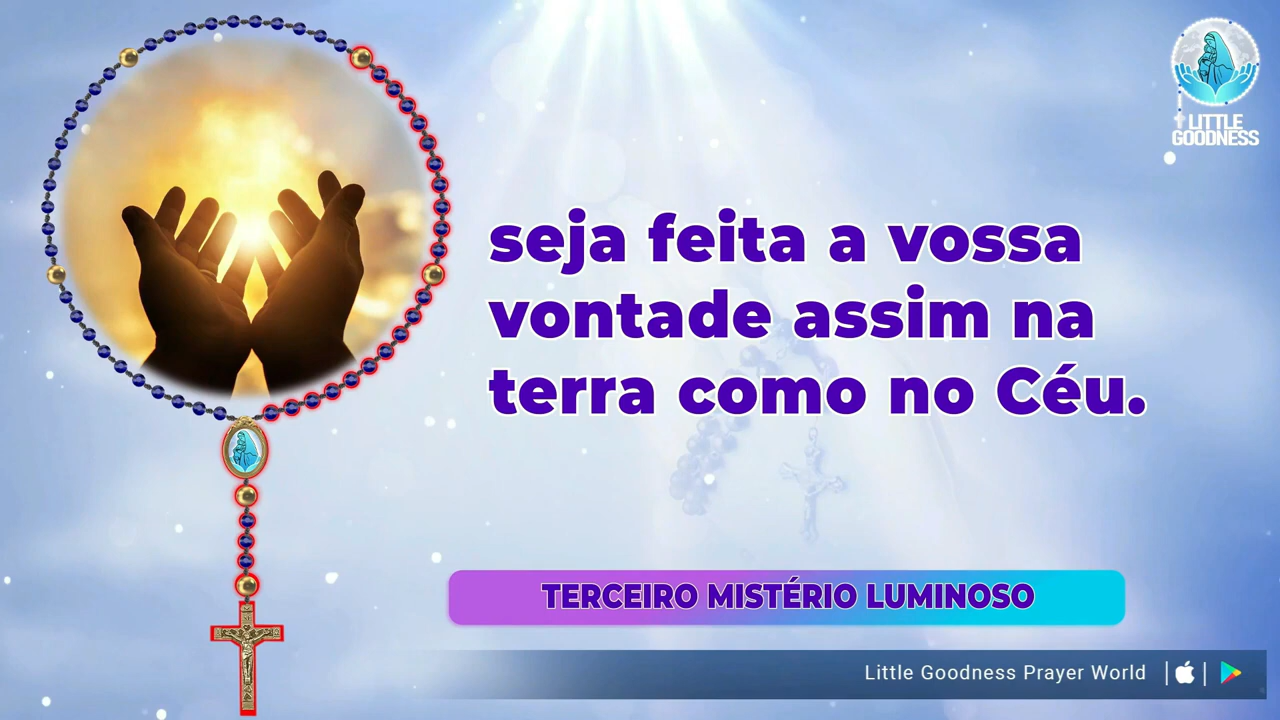 LITTLE
GOODNESS
seja feita a vossa
vontade assim na
terra como no Céu.
TERCEIRO MISTÉRIO LUMINOSO
Little Goodness Prayer World